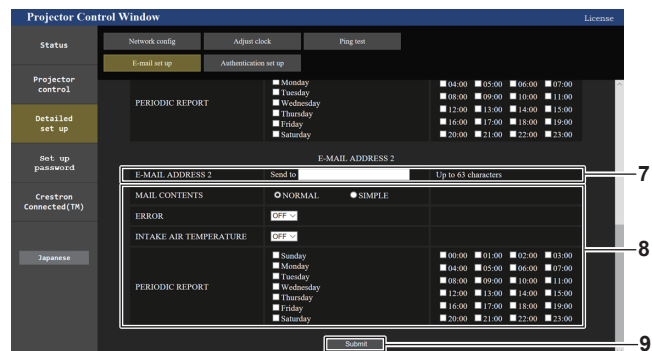 Projector Control Window
License
Status
Network config
Adjust clock
Ping test
E-mail set up
Authentication set up
Projector
control
Detailed
set up
Set up
password
Crestron
Connected(TM)
Japanese
PERIODIC REPORT
Monday
Tuesday
Wednesday
Thursday
Friday
Saturday
04:00 05:00 06:00 07:00
08:00 09:00 10:00 11:00
12:00 13:00 14:00 15:00
16:00 17:00 18:00 19:00
20:00 21:00 22:00 23:00
E-MAIL ADDRESS 2
E-MAIL ADDRESS 2 Send to Up to 63 characters
7
MAIL CONTENTS NORMAL SIMPLE
ERROR OFF
INTAKE AIR TEMPERATURE OFF
8
PERIODIC REPORT
Sunday
Monday
Tuesday
Wednesday
Thursday
Friday
Saturday
00:00 01:00 02:00 03:00
04:00 05:00 06:00 07:00
08:00 09:00 10:00 11:00
12:00 13:00 14:00 15:00
16:00 17:00 18:00 19:00
20:00 21:00 22:00 23:00
Submit
9